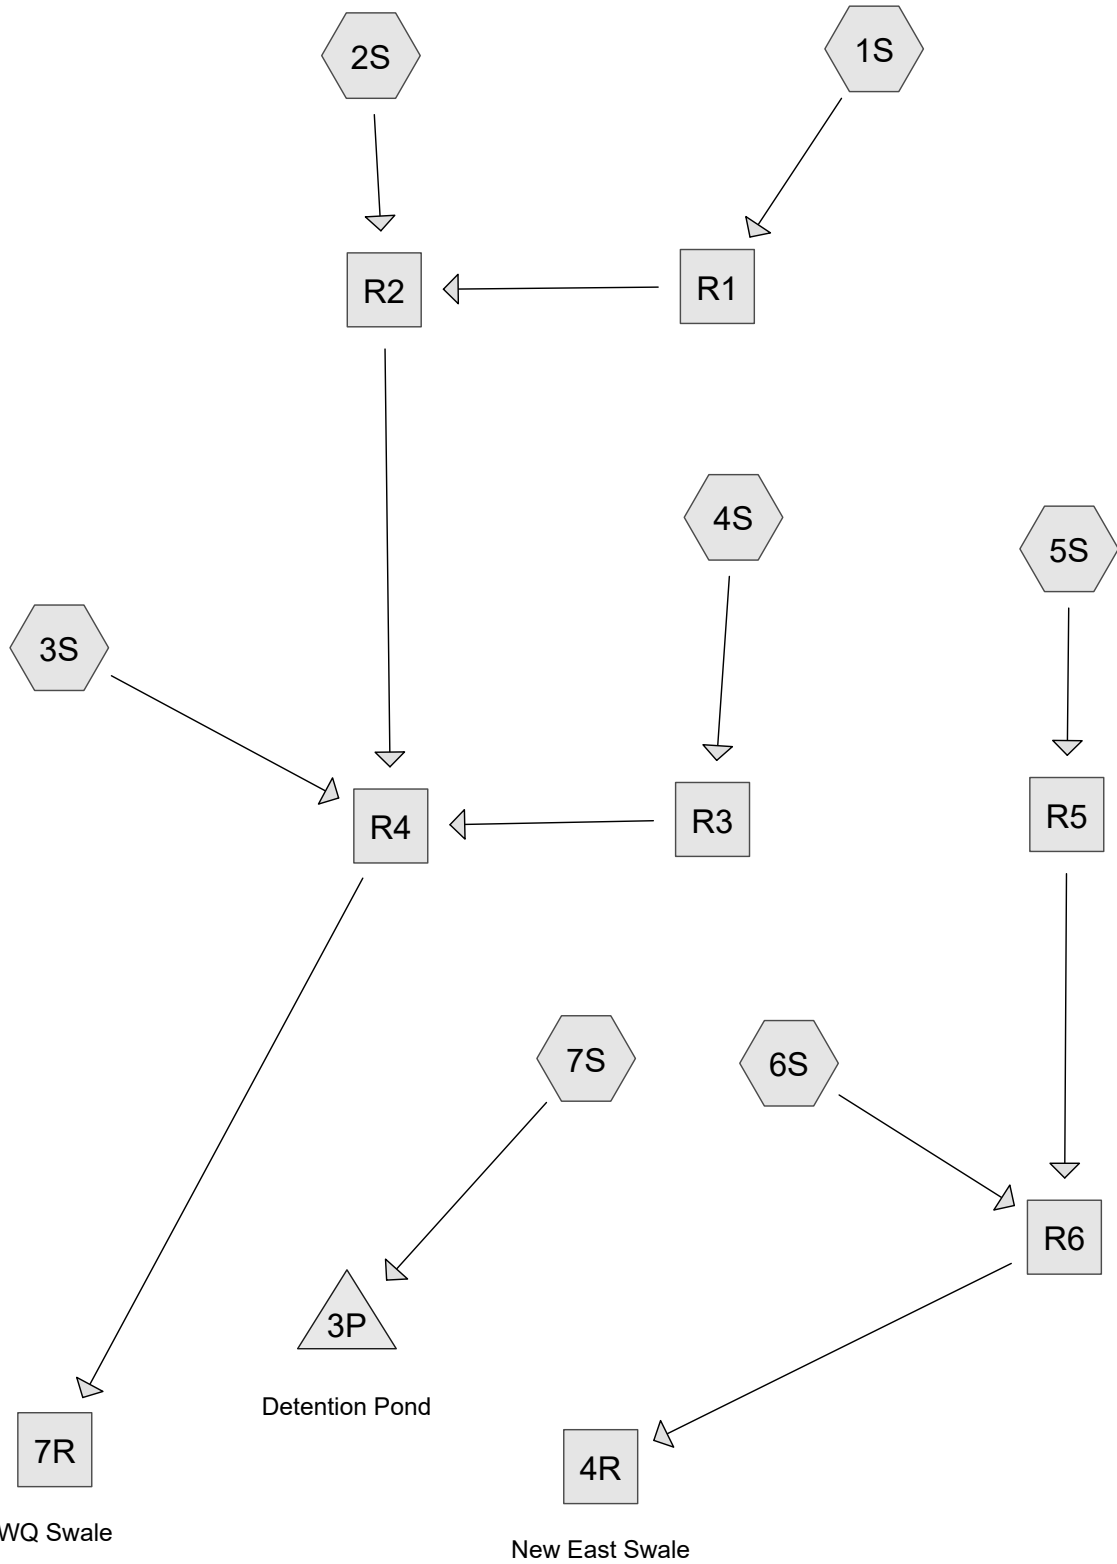 2S
1S
R2
R1
4S
5S
3S
R4
R3
R5
7S
6S
R6
3P
Detention Pond
7R
4R
WQ Swale
New East Swale